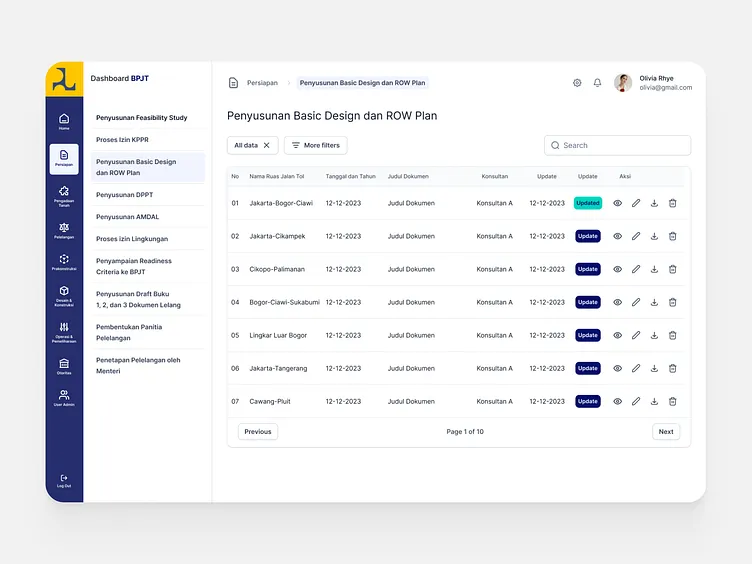 Dashboard BPJT
Home
Persiapan
Pengadaan
Tanah
Pelelangan
Prakonstruksi
Desain &
Konstruksi
Operasi &
Pemeliharaan
Otoritas
User Admin
Log Out
Penyusunan Feasibility Study
Proses Izin KPPR
Penyusunan Basic Design
dan ROW Plan
Penyusunan DPPT
Penyusunan AMDAL
Proses izin Lingkungan
Penyampaian Readiness
Criteria ke BPJT
Penyusunan Draft Buku
1, 2, dan 3 Dokumen Lelang
Pembentukan Panitia
Pelelangan
Penetapan Pelelangan oleh
Menteri
Persiapan Penyusunan Basic Design dan ROW Plan
Olivia Rhye
olivia@gmail.com
Penyusunan Basic Design dan ROW Plan
All data More filters Search
No Nama Ruas Jalan Tol Tanggal dan Tahun Judul Dokumen Konsultan Update Update Aksi
01 Jakarta-Bogor-Ciawi 12-12-2023 Judul Dokumen Konsultan A 12-12-2023 Updated
02 Jakarta-Cikampek 12-12-2023 Judul Dokumen Konsultan A 12-12-2023 Update
03 Cikopo-Palimanan 12-12-2023 Judul Dokumen Konsultan A 12-12-2023 Update
04 Bogor-Ciawi-Sukabumi 12-12-2023 Judul Dokumen Konsultan A 12-12-2023 Update
05 Lingkar Luar Bogor 12-12-2023 Judul Dokumen Konsultan A 12-12-2023 Update
06 Jakarta-Tangerang 12-12-2023 Judul Dokumen Konsultan A 12-12-2023 Update
07 Cawang-Pluit 12-12-2023 Judul Dokumen Konsultan A 12-12-2023 Update
Previous Page 1 of 10 Next